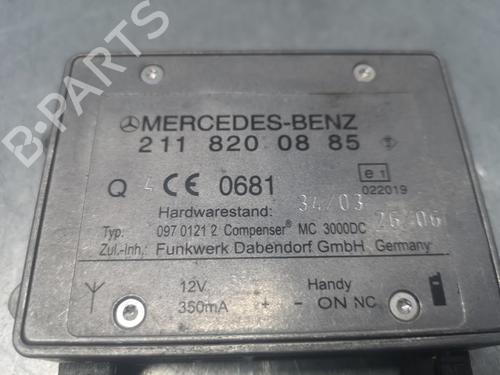 B-PARTS
MERCEDES-BENZ
211 820 08 85
Q 4 CE 0681 e1
022019
Hardwarestand: 34/03
Typ: 097 0121 2 Compenser® MC 3000DC 26/06
Zul.-Inh.: Funkwerk Dabendorf GmbH, Germany
12V Handy
350mA + - ON NC